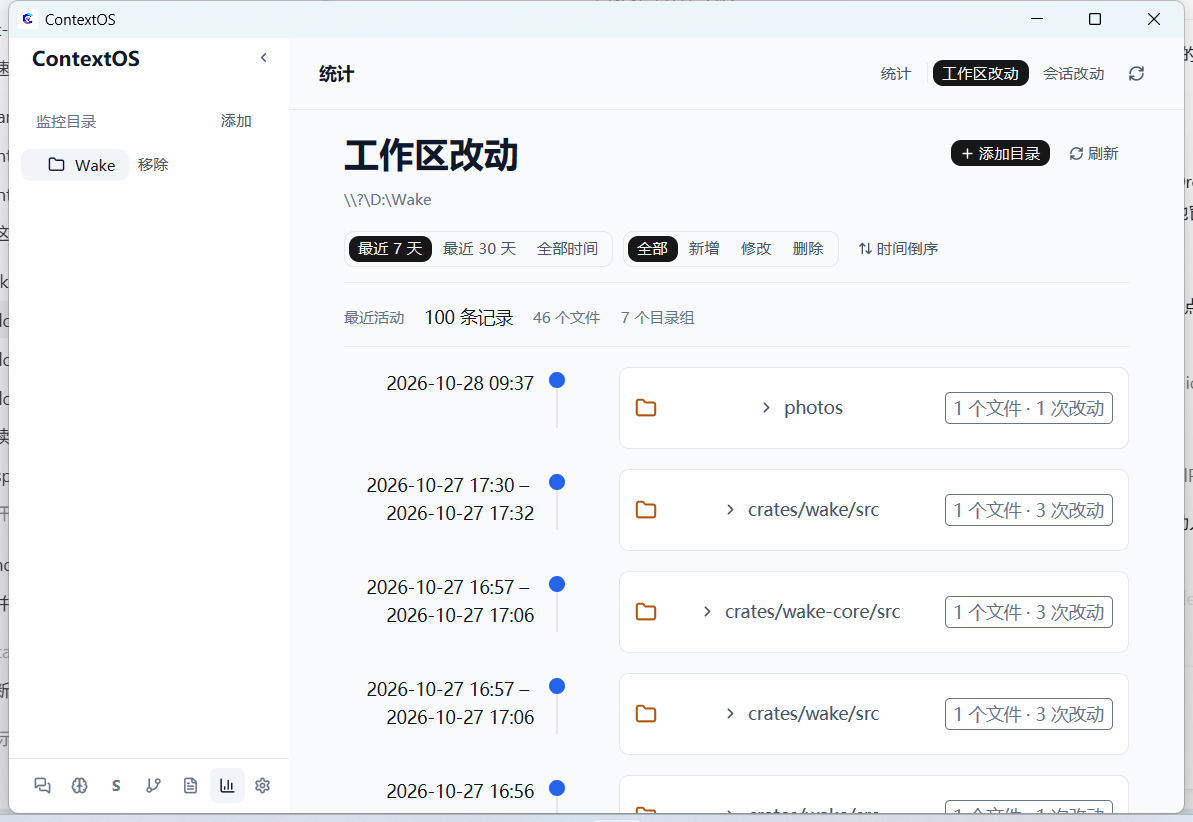 ContextOS
ContextOS
监控目录 添加
Wake 移除
统计 统计 工作区改动 会话改动
工作区改动 添加目录 刷新
\\?\D:\Wake
最近 7 天 最近 30 天 全部时间 全部 新增 修改 删除 时间倒序
最近活动 100 条记录 46 个文件 7 个目录组
2026-10-28 09:37 photos 1 个文件 · 1 次改动
2026-10-27 17:30 –
2026-10-27 17:32 crates/wake/src 1 个文件 · 3 次改动
2026-10-27 16:57 –
2026-10-27 17:06 crates/wake-core/src 1 个文件 · 3 次改动
2026-10-27 16:57 –
2026-10-27 17:06 crates/wake/src 1 个文件 · 3 次改动
2026-10-27 16:56
S